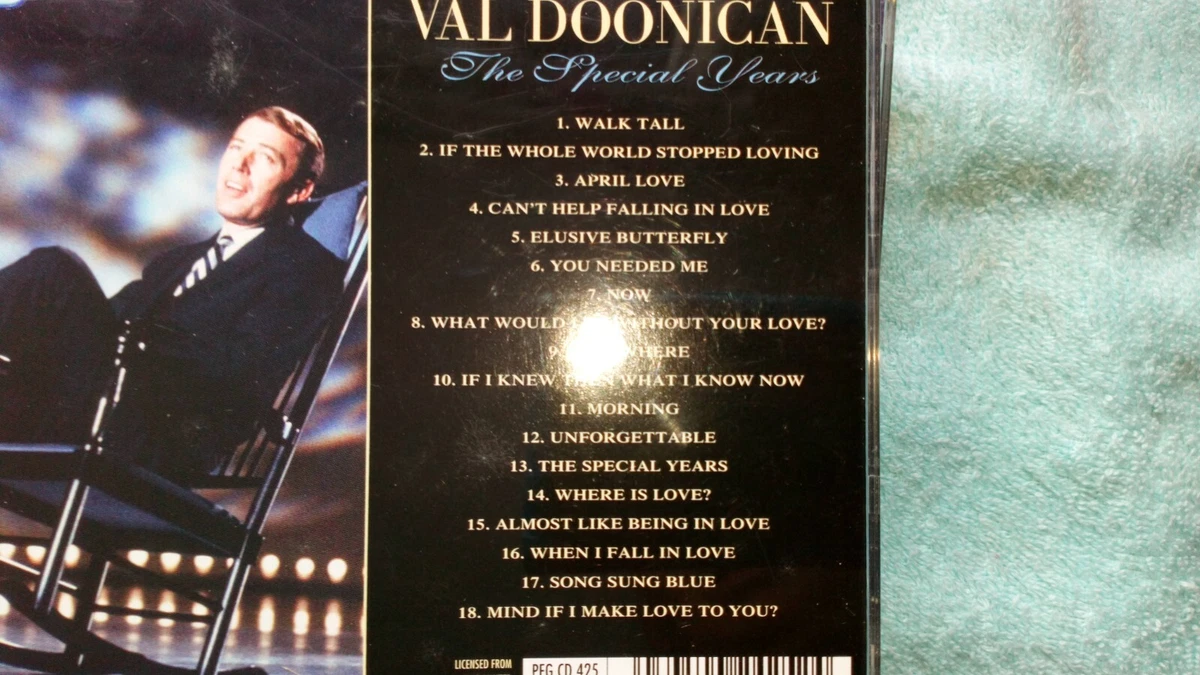 VAL DOONICAN
The Special Years
1. WALK TALL
2. IF THE WHOLE WORLD STOPPED LOVING
3. APRIL LOVE
4. CAN'T HELP FALLING IN LOVE
5. ELUSIVE BUTTERFLY
6. YOU NEEDED ME
7. NOW
8. WHAT WOULD WITHOUT YOUR LOVE?
10. IF I KNEW THEN WHAT I KNOW NOW
11. MORNING
12. UNFORGETTABLE
13. THE SPECIAL YEARS
14. WHERE IS LOVE?
15. ALMOST LIKE BEING IN LOVE
16. WHEN I FALL IN LOVE
17. SONG SUNG BLUE
18. MIND IF I MAKE LOVE TO YOU?
LICENSED FROM
PEG CD 425